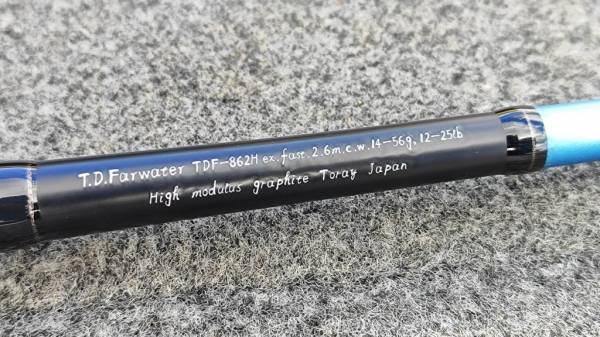 T.D.Farwater TDF-862H ex.fast.2.6m.c.w.14-56g,12-25lb
High modulus graphite Toray Japan